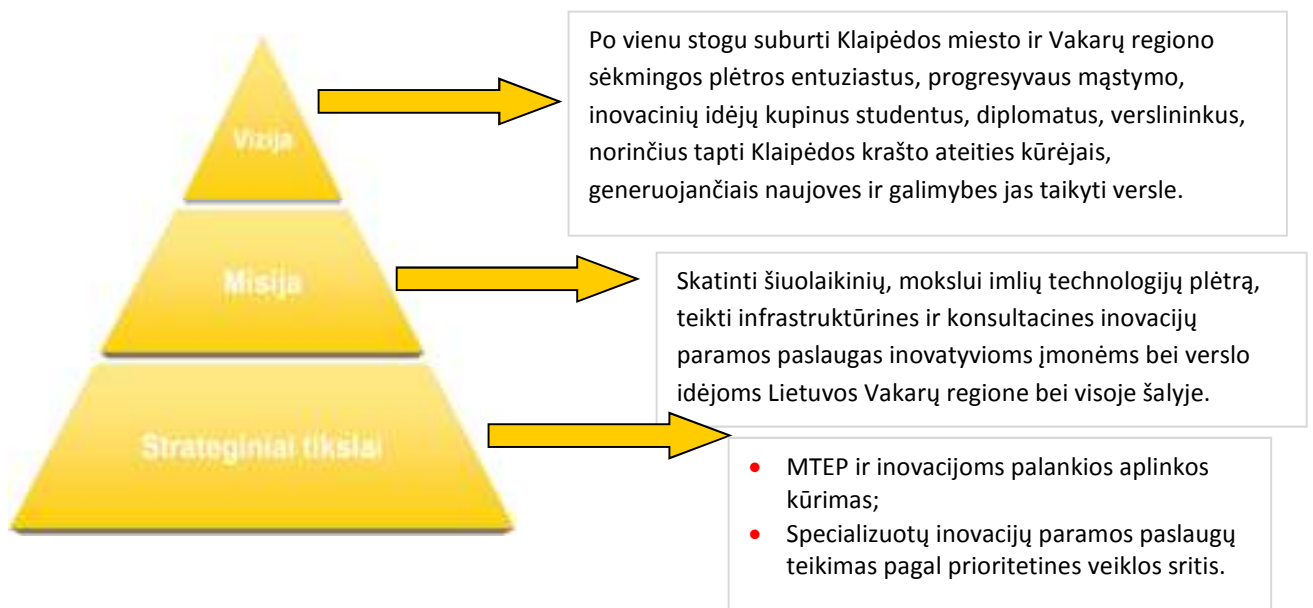 Vizija
Po vienu stogu suburti Klaipėdos miesto ir Vakarų regiono
sėkmingos plėtros entuziastus, progresyvaus mąstymo,
inovacinių idėjų kupinus studentus, diplomatus, verslininkus,
norinčius tapti Klaipėdos krašto ateities kūrėjais,
generuojančiais naujoves ir galimybes jas taikyti versle.
Misija
Skatinti šiuolaikinių, mokslui imlių technologijų plėtrą,
teikti infrastruktūrines ir konsultacines inovacijų
paramos paslaugas inovatyvioms įmonėms bei verslo
idėjoms Lietuvos Vakarų regione bei visoje šalyje.
Strateginiai tikslai
• MTEP ir inovacijoms palankios aplinkos
kūrimas;
• Specializuotų inovacijų paramos paslaugų
teikimas pagal prioritetines veiklos sritis.